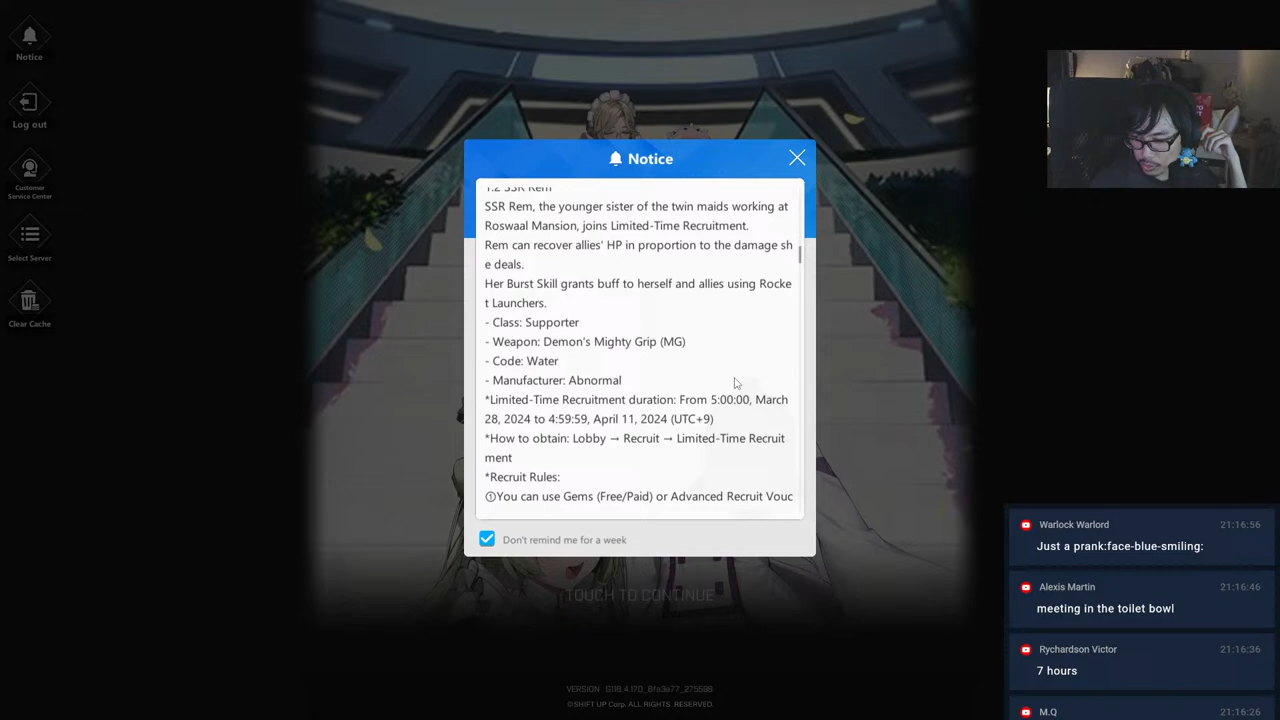 Notice
Log out
Customer
Service Center
Select Server
Clear Cache
Notice
1.2 SSR Rem
SSR Rem, the younger sister of the twin maids working at
Roswaal Mansion, joins Limited-Time Recruitment.
Rem can recover allies' HP in proportion to the damage sh
e deals.
Her Burst Skill grants buff to herself and allies using Rocke
t Launchers.
- Class: Supporter
- Weapon: Demon's Mighty Grip (MG)
- Code: Water
- Manufacturer: Abnormal
*Limited-Time Recruitment duration: From 5:00:00, March
28, 2024 to 4:59:59, April 11, 2024 (UTC+9)
*How to obtain: Lobby → Recruit → Limited-Time Recruit
ment
*Recruit Rules:
①You can use Gems (Free/Paid) or Advanced Recruit Vouc
Don't remind me for a week
TOUCH TO CONTINUE
VERSION
©SHIFT UP Corp. ALL RIGHTS RESERVED.
Warlock Warlord 21:16:56
Just a prank:face-blue-smiling:
Alexis Martin 21:16:46
meeting in the toilet bowl
Rychardson Victor 21:16:36
7 hours
M.Q 21:16:26